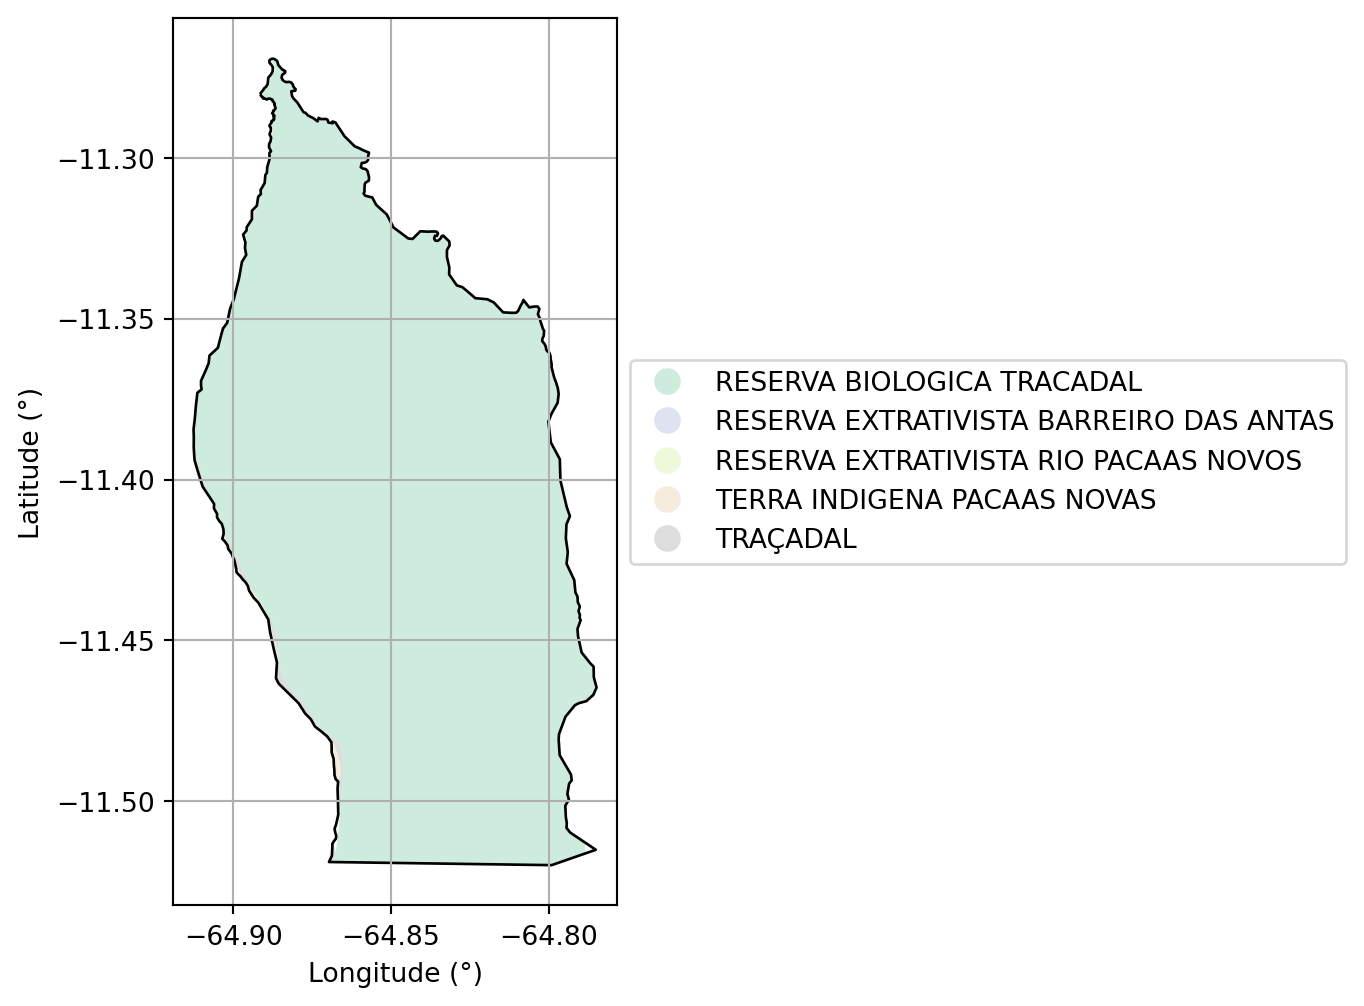 −11.30
−11.35
−11.40
−11.45
−11.50
Latitude (°)
−64.90
−64.85
−64.80
Longitude (°)
RESERVA BIOLOGICA TRACADAL
RESERVA EXTRATIVISTA BARREIRO DAS ANTAS
RESERVA EXTRATIVISTA RIO PACAAS NOVOS
TERRA INDIGENA PACAAS NOVAS
TRAÇADAL